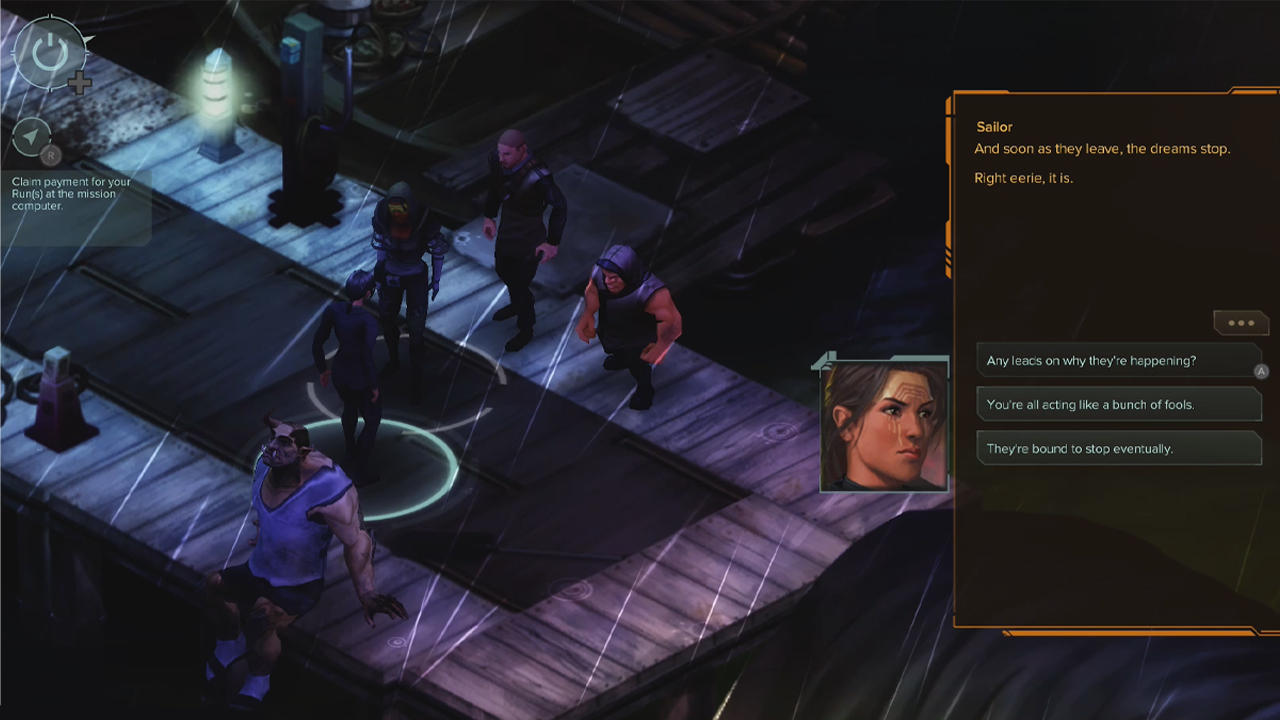 R
Claim payment for your
Run(s) at the mission
computer.
Sailor
And soon as they leave, the dreams stop.
Right eerie, it is.
Any leads on why they're happening?
A
You're all acting like a bunch of fools.
They're bound to stop eventually.